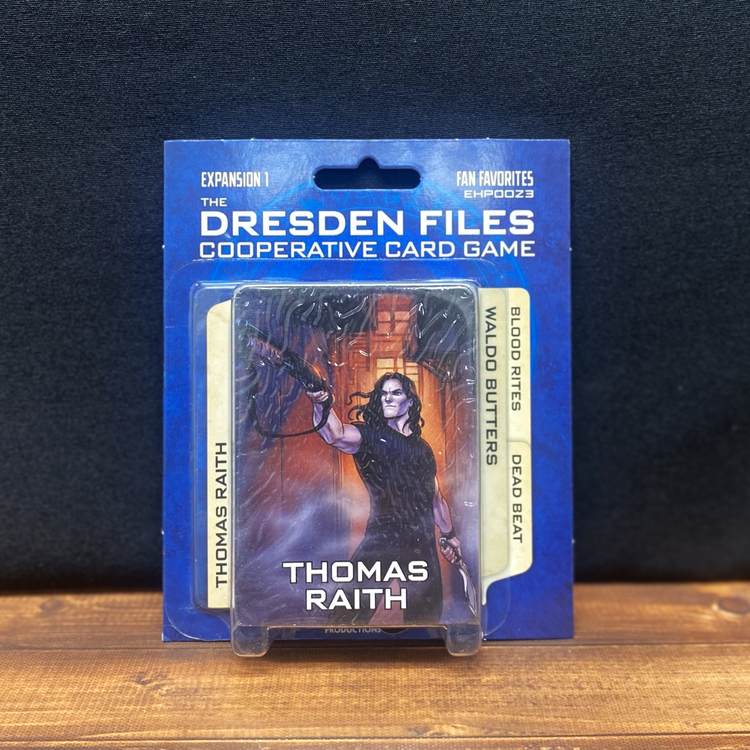 EXPANSION 1
FAN FAVORITES
EHP0023
THE
DRESDEN FILES
COOPERATIVE CARD GAME
THOMAS RAITH
WALDO BUTTERS
BLOOD RITES
DEAD BEAT
THOMAS
RAITH
PRODUCTIONS